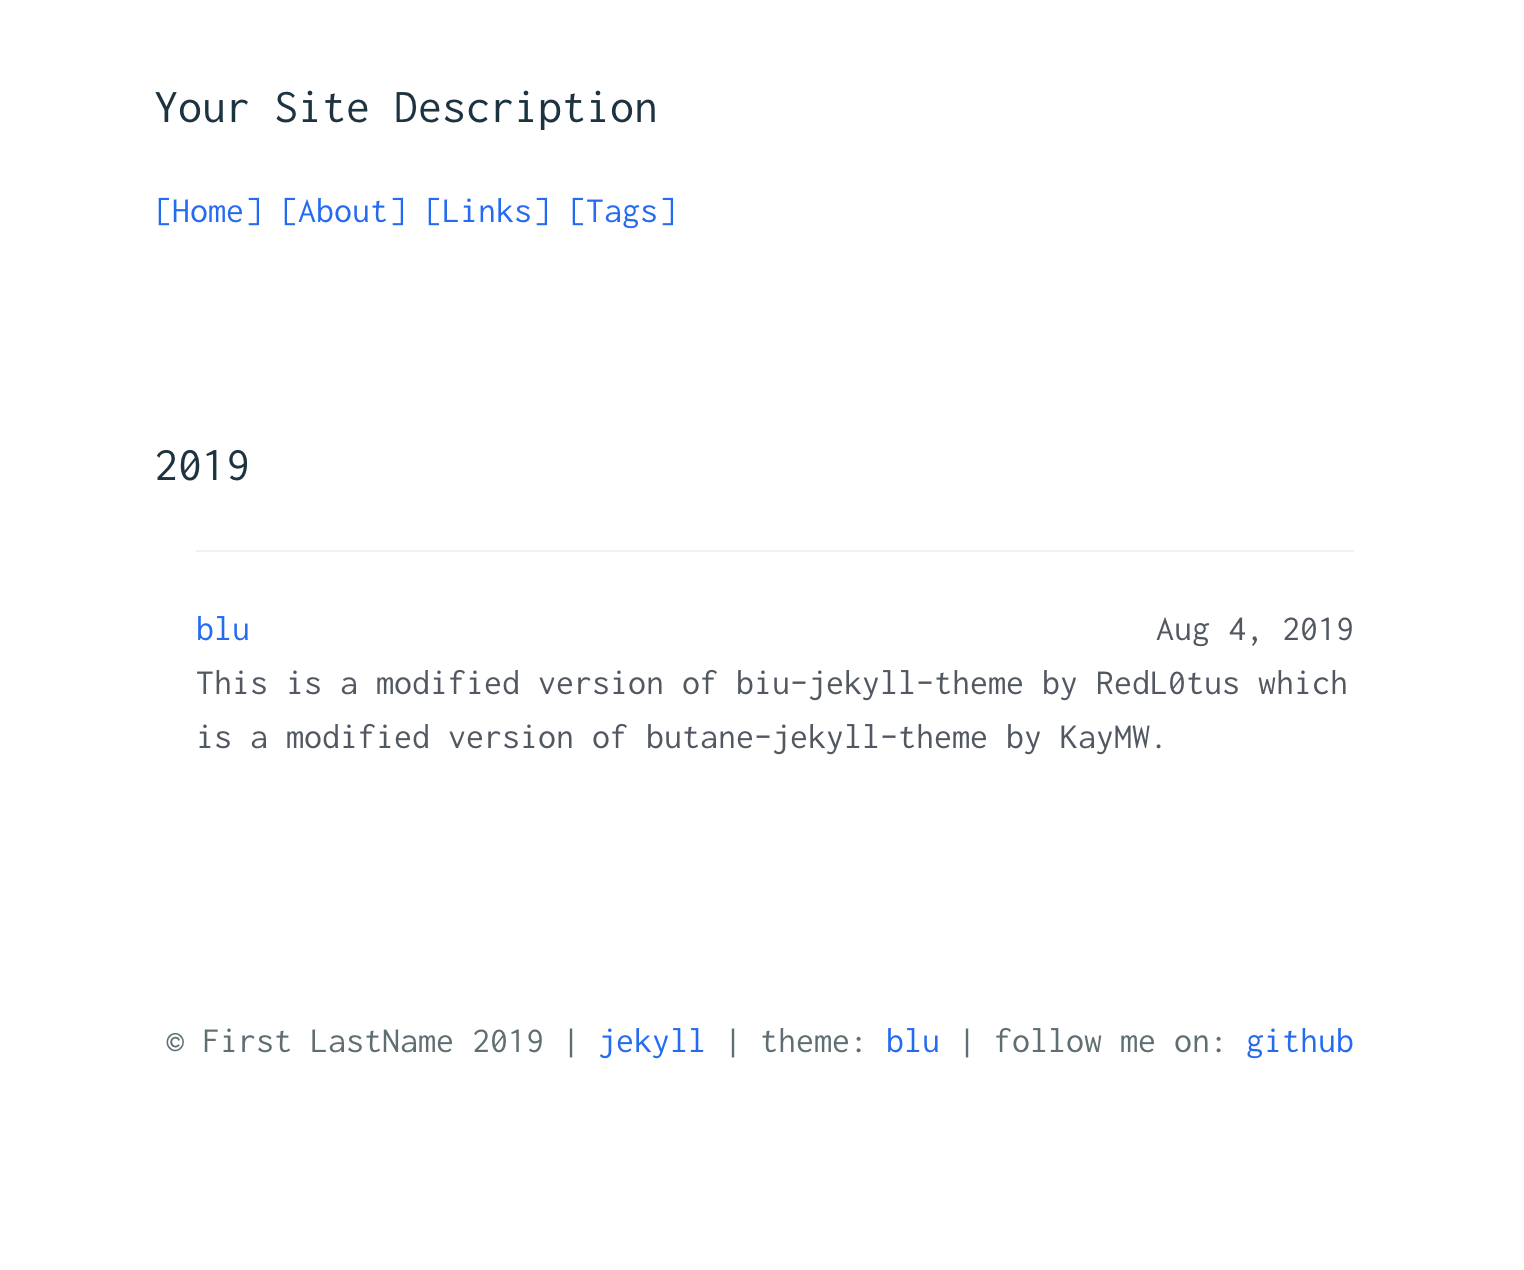 Your Site Description
[Home] [About] [Links] [Tags]
2019
blu Aug 4, 2019
This is a modified version of biu-jekyll-theme by RedL0tus which
is a modified version of butane-jekyll-theme by KayMW.
© First LastName 2019 | jekyll | theme: blu | follow me on: github